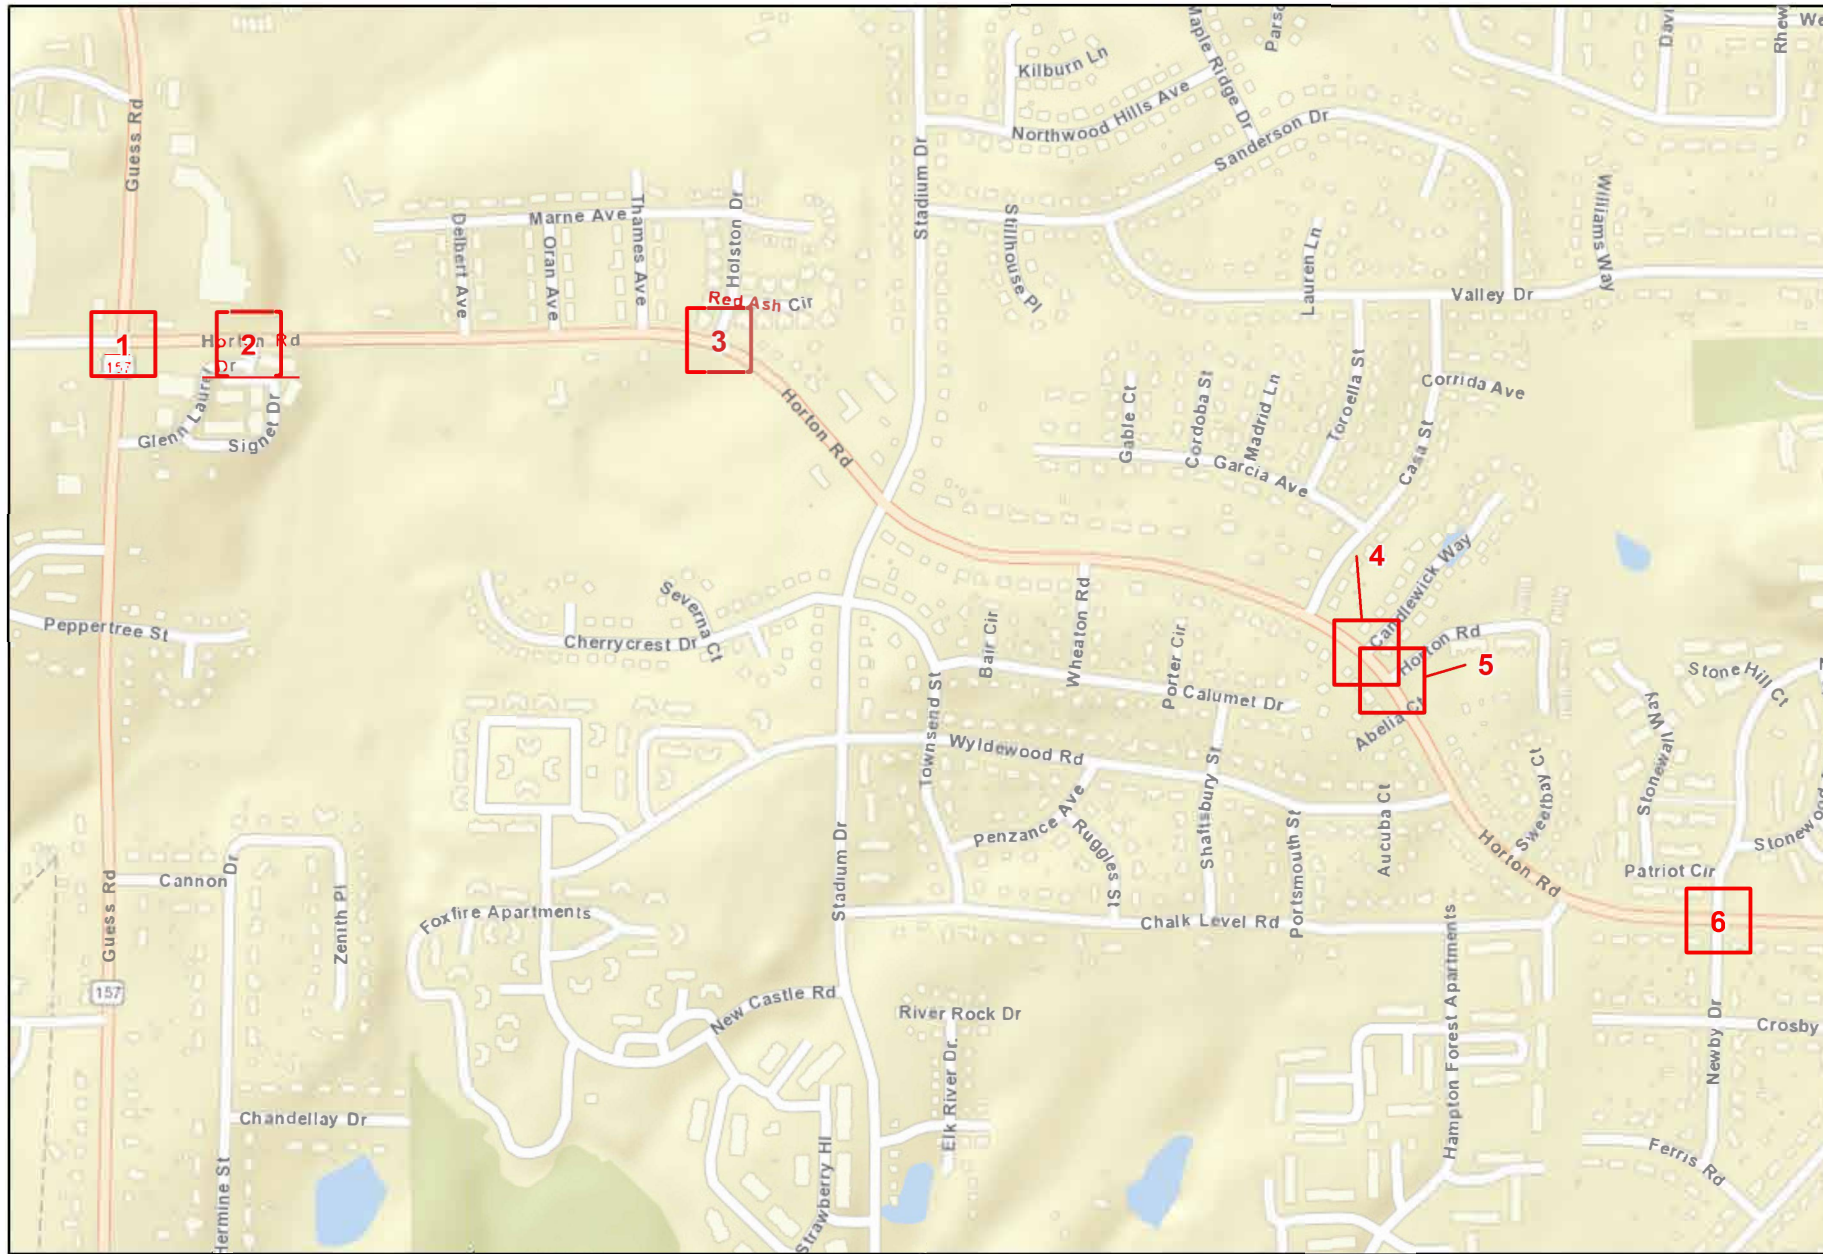 Kilburn Ln
Northwood Hills Ave
Maple Ridge Dr
Sanderson Dr
Guess Rd
Stadium Dr
Stillhouse Pl
Lauren Ln
Williams Way
Valley Dr
Marne Ave
Delbert Ave
Oran Ave
Thames Ave
Holston Dr
Red Ash Cir
1
157
2
Horton Rd
Dr
3
Glenn Laurel
Signet Dr
Horton Rd
Gable Ct
Cordoba St
Madrid Ln
Toroella St
Garcia Ave
Casa St
Corrida Ave
4
Candlewick Way
Horton Rd
5
Abelia Ct
Peppertree St
Cherrycrest Dr
Severna Ct
Bair Cir
Wheaton Rd
Porter Cir
Calumet Dr
Townsend St
Wyldewood Rd
Penzance Ave
Ruggles St
Shaftsbury St
Portsmouth St
Aucuba Ct
Sweetbay Ct
Horton Rd
Stone Hill Ct
Stonewall Way
Stonewood
Patriot Cir
6
Guess Rd
157
Cannon
Dr
Zenith Pl
Foxfire Apartments
Stadium Dr
Chalk Level Rd
New Castle Rd
River Rock Dr
Elk River Dr.
Hampton Forest Apartments
Newby Dr
Crosby
Ferris Rd
Chandellay Dr
Hermine St
Strawberry Hl